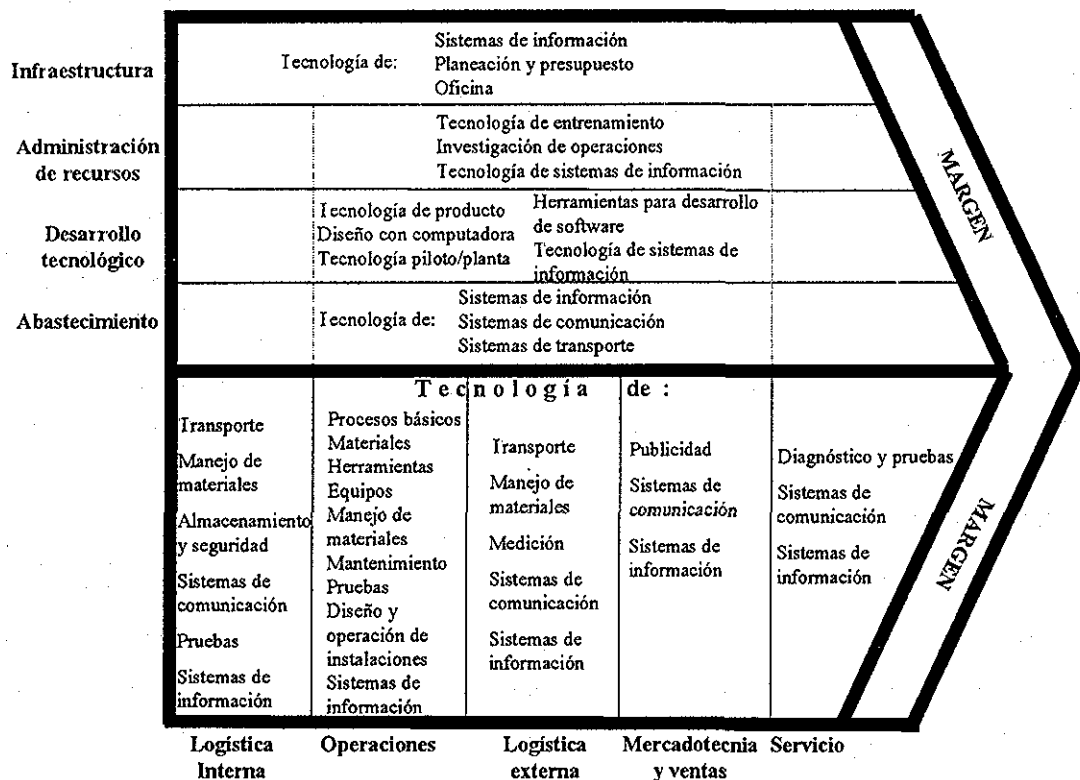 Infraestructura
Tecnología de:
Sistemas de información
Planeación y presupuesto
Oficina
Administración
de recursos
Tecnología de entrenamiento
Investigación de operaciones
Tecnología de sistemas de información
Desarrollo
tecnológico
Tecnología de producto
Diseño con computadora
Tecnología piloto/planta
Herramientas para desarrollo
de software
Tecnología de sistemas de
información
Abastecimiento
Tecnología de:
Sistemas de información
Sistemas de comunicación
Sistemas de transporte
MARGEN
Tecnología de :
Transporte
Manejo de
materiales
Almacenamiento
y seguridad
Sistemas de
comunicación
Pruebas
Sistemas de
información
Procesos básicos
Materiales
Herramientas
Equipos
Manejo de
materiales
Mantenimiento
Pruebas
Diseño y
operación de
instalaciones
Sistemas de
información
Transporte
Manejo de
materiales
Medición
Sistemas de
comunicación
Sistemas de
información
Publicidad
Sistemas de
comunicación
Sistemas de
información
Diagnóstico y pruebas
Sistemas de
comunicación
Sistemas de
información
MARGEN
Logística
Interna
Operaciones
Logística
externa
Mercadotecnia
y ventas
Servicio